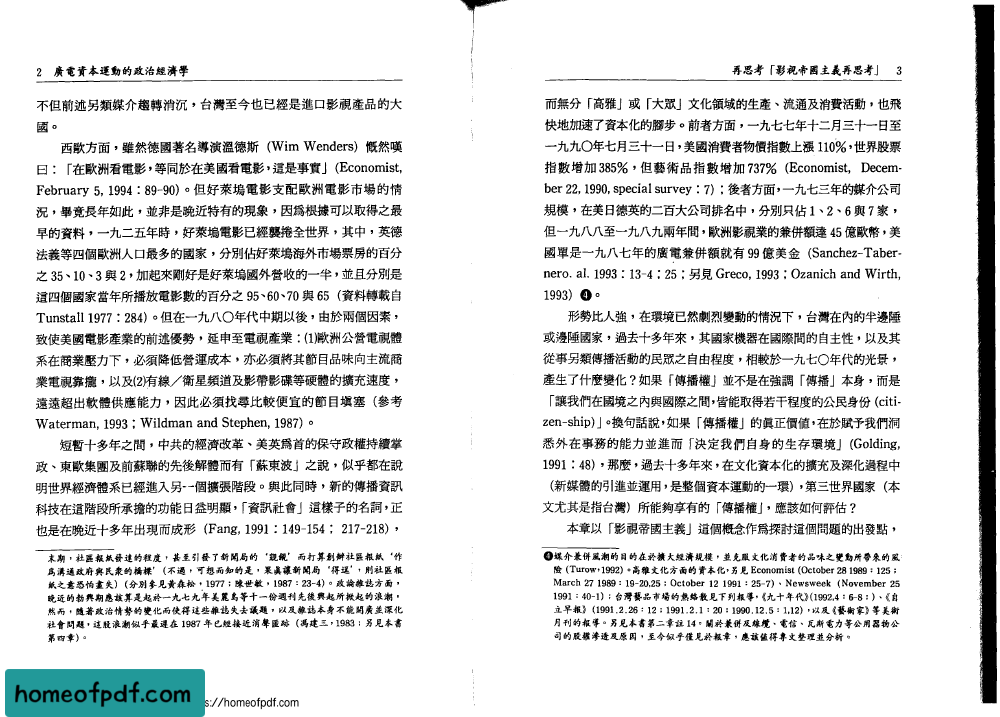 2 廣電資本運動的政治經濟學
不但前述另類媒介趨轉消沉，台灣至今也已經是進口影視產品的大
國。
西歐方面，雖然德國著名導演溫德斯 (Wim Wenders) 慨然嘆
曰：「在歐洲看電影，等同於在美國看電影，這是事實」(Economist,
February 5, 1994：89-90)。但好萊塢電影支配歐洲電影市場的情
況，畢竟長年如此，並非是晚近特有的現象，因為根據可以取得之最
早的資料，一九二五年時，好萊塢電影已經襲捲全世界，其中，英德
法義等四個歐洲人口最多的國家，分別佔好萊塢海外市場票房的百分
之 35、10、3 與 2，加起來剛好是好萊塢國外營收的一半，並且分別是
這四個國家當年所播放電影數的百分之 95、60、70 與 65（資料轉載自
Tunstall 1977：284)。但在一九八〇年代中期以後，由於兩個因素，
致使美國電影產業的前述優勢，延伸至電視產業：(1)歐洲公營電視體
系在商業壓力下，必須降低營運成本，亦必須將其節目品味向主流商
業電視靠攏，以及(2)有線／衛星頻道及影帶影碟等硬體的擴充速度，
遠遠超出軟體供應能力，因此必須找尋比較便宜的節目填塞（參考
Waterman, 1993；Wildman and Stephen, 1987)。
短暫十多年之間，中共的經濟改革、美英為首的保守政權持續掌
政、東歐集團及前蘇聯的先後解體而有「蘇東波」之說，似乎都在說
明世界經濟體系已經進入另一個擴張階段。與此同時，新的傳播資訊
科技在這階段所承擔的功能日益明顯，「資訊社會」這樣子的名詞，正
也是在晚近十多年出現而成形 (Fang, 1991：149-154； 217-218)，
末期，社區報紙發達的程度，甚至引發了新聞局的‘覬覦’而打算創辦社區報紙‘作
為溝通政府與民衆的橋樑’（不過，可想而知的是，果真讓新聞局‘得逞’，則社區報
紙之意恐怕盡失）（分別參見黃森松，1977；陳世敏，1987：23-4)。政論雜誌方面，
晚近的勃興期應該算是起於一九七九年美麗島等十一份週刊先後興起所掀起的浪潮，
然而，隨著政治情勢的變化而使得這些雜誌失去議題，以及雜誌本身不能開廣並深化
社會問題，這股浪潮似乎最遲在 1987 年已經接近消聲匿跡（馮建三，1983；另見本書
第四章）。
再思考「影視帝國主義再思考」 3
而無分「高雅」或「大眾」文化領域的生產、流通及消費活動，也飛
快地加速了資本化的腳步。前者方面，一九七七年十二月三十一日至
一九九〇年七月三十一日，美國消費者物價指數上漲 110%，世界股票
指數增加 385%，但藝術品指數增加 737% (Economist, Decem-
ber 22, 1990, special survey：7)；後者方面，一九七三年的媒介公司
規模，在美日德英的二百大公司排名中，分別只佔 1、2、6 與 7 家，
但一九八八至一九八九兩年間，歐洲影視業的兼併額達 45 億歐幣，美
國單是一九八七年的廣電兼併額就有 99 億美金 (Sanchez-Taber-
nero. al. 1993：13-4；25；另見 Greco, 1993；Ozanich and Wirth,
1993) ❹。
形勢比人強，在環境已然劇烈變動的情況下，台灣在內的半邊陲
或邊陲國家，過去十多年來，其國家機器在國際間的自主性，以及其
從事另類傳播活動的民眾之自由程度，相較於一九七〇年代的光景，
產生了什麼變化？如果「傳播權」並不是在強調「傳播」本身，而是
「讓我們在國境之內與國際之間，皆能取得若干程度的公民身份 (citi-
zen-ship)」。換句話說，如果「傳播權」的真正價值，在於賦予我們洞
悉外在事務的能力並進而「決定我們自身的生存環境」(Golding,
1991：48)，那麼，過去十多年來，在文化資本化的擴充及深化過程中
（新媒體的引進並運用，是整個資本運動的一環），第三世界國家（本
文尤其是指台灣）所能夠享有的「傳播權」，應該如何評估？
本章以「影視帝國主義」這個概念作為探討這個問題的出發點，
❹媒介兼併風潮的目的在於擴大經濟規模，並克服文化消費者的品味之變動所帶來的風
險 (Turow, 1992)。高雅文化方面的資本化，另見 Economist (October 28 1989：125；
March 27 1989：19-20,25；October 12 1991：25-7)、Newsweek (November 25
1991：40-1)；台灣藝品市場的熱絡散見下列報導，《九十年代》(1992.4：6-8：)、《自
立早報》(1991.2.26：12；1991.2.1：20；1990.12.5：1,12)，以及《藝術家》等美術
月刊的報導。另見本書第二章註 14。關於兼併及線纜、電信、瓦斯電力等公用器物公
司的股權滲透及原因，至今似乎僅見於報章，應該值得專文整理並分析。
homeofpdf.com
s://homeofpdf.com